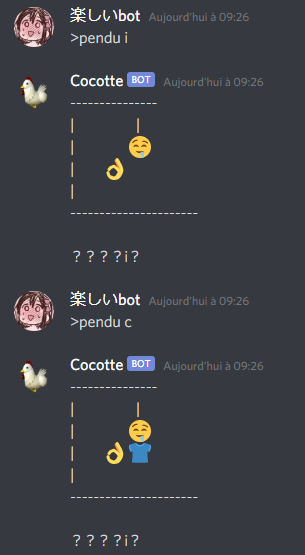 楽しいbot Aujourd'hui à 09:26
>pendu i
Cocotte BOT Aujourd'hui à 09:26
---------------
|          |
|
|
|
----------------------
? ? ? ? i ?
楽しいbot Aujourd'hui à 09:26
>pendu c
Cocotte BOT Aujourd'hui à 09:26
---------------
|          |
|
|
|
----------------------
? ? ? ? i ?